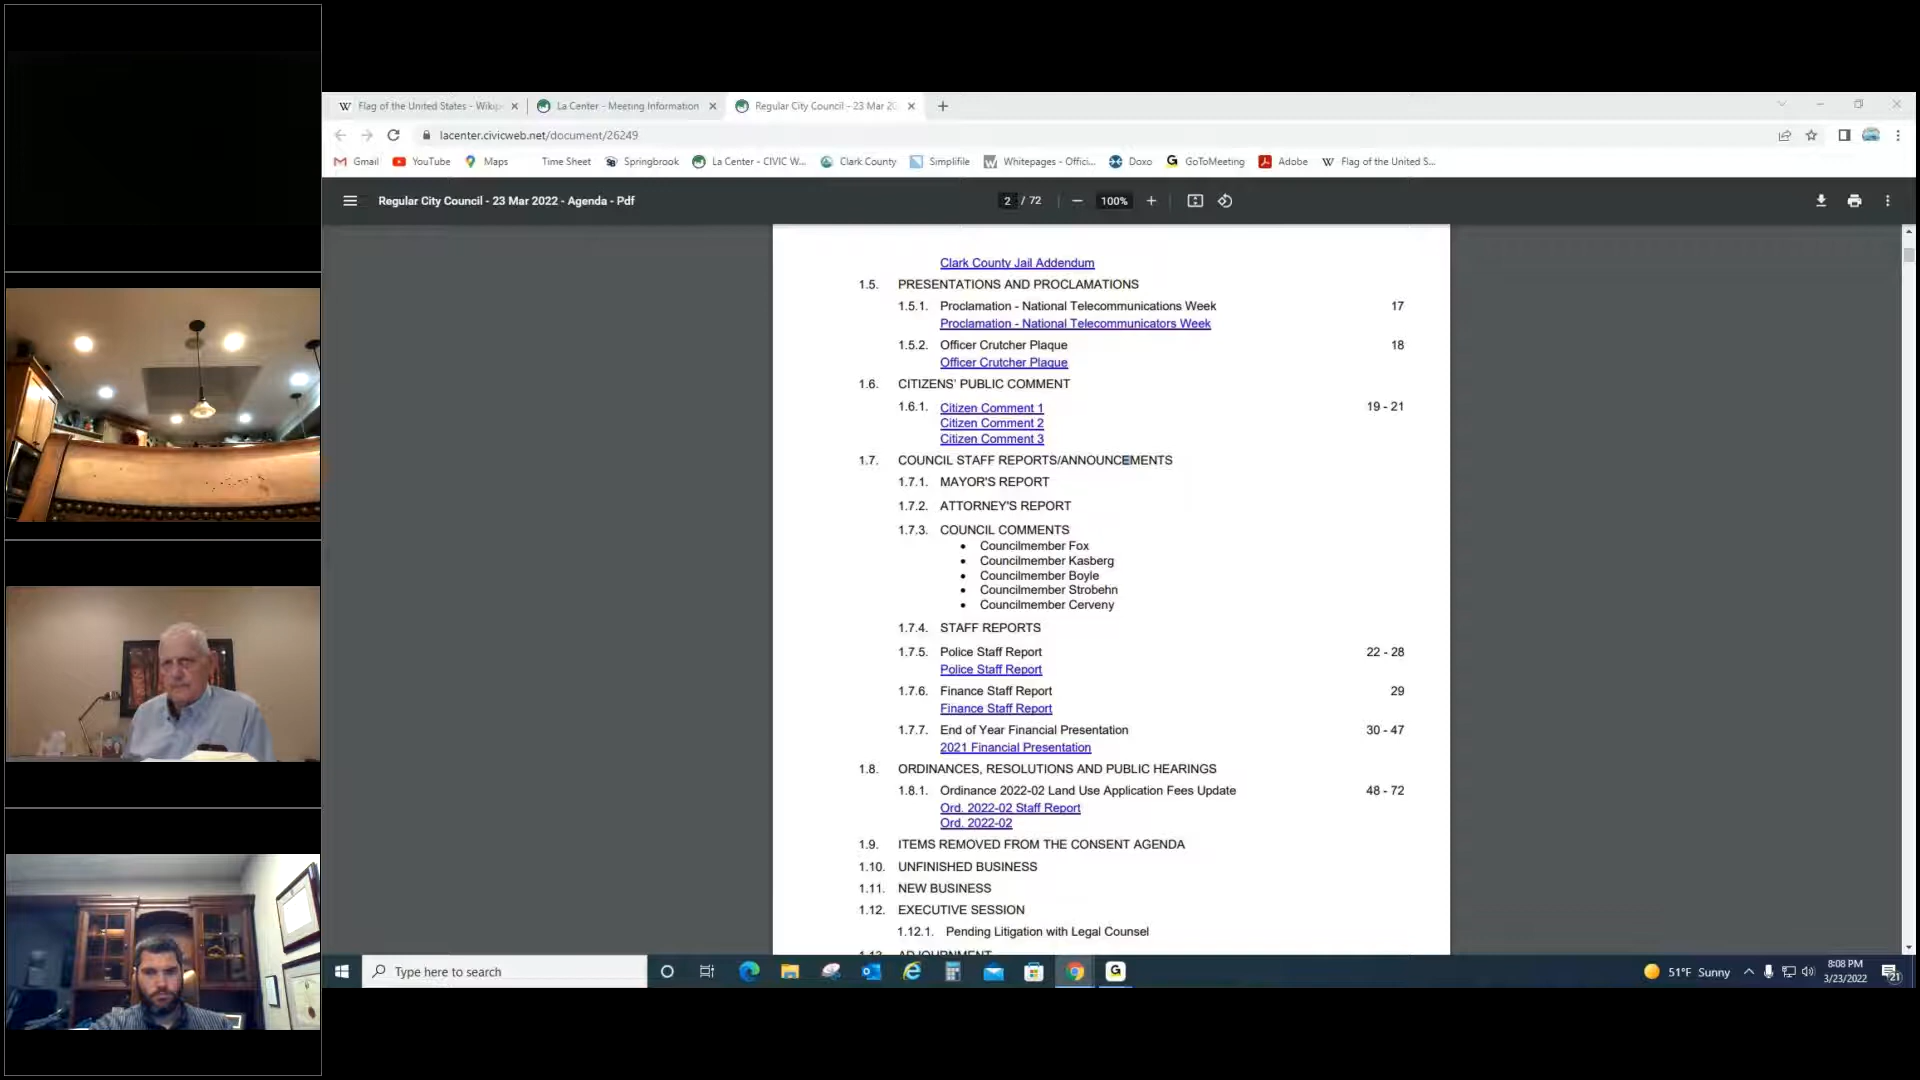 Flag of the United States - Wikip
La Center - Meeting Information
Regular City Council - 23 Mar 20
lacenter.civicweb.net/document/26249
Gmail YouTube Maps Time Sheet Springbrook La Center - CIVIC W... Clark County Simplifile Whitepages - Offici... Doxo GoToMeeting Adobe Flag of the United S...
Regular City Council - 23 Mar 2022 - Agenda - Pdf 2 / 72 100%
Clark County Jail Addendum
1.5. PRESENTATIONS AND PROCLAMATIONS
1.5.1. Proclamation - National Telecommunications Week 17
Proclamation - National Telecommunicators Week
1.5.2. Officer Crutcher Plaque 18
Officer Crutcher Plaque
1.6. CITIZENS' PUBLIC COMMENT
1.6.1. Citizen Comment 1 19 - 21
Citizen Comment 2
Citizen Comment 3
1.7. COUNCIL STAFF REPORTS/ANNOUNCEMENTS
1.7.1. MAYOR'S REPORT
1.7.2. ATTORNEY'S REPORT
1.7.3. COUNCIL COMMENTS
• Councilmember Fox
• Councilmember Kasberg
• Councilmember Boyle
• Councilmember Strobehn
• Councilmember Cerveny
1.7.4. STAFF REPORTS
1.7.5. Police Staff Report 22 - 28
Police Staff Report
1.7.6. Finance Staff Report 29
Finance Staff Report
1.7.7. End of Year Financial Presentation 30 - 47
2021 Financial Presentation
1.8. ORDINANCES, RESOLUTIONS AND PUBLIC HEARINGS
1.8.1. Ordinance 2022-02 Land Use Application Fees Update 48 - 72
Ord. 2022-02 Staff Report
Ord. 2022-02
1.9. ITEMS REMOVED FROM THE CONSENT AGENDA
1.10. UNFINISHED BUSINESS
1.11. NEW BUSINESS
1.12. EXECUTIVE SESSION
1.12.1. Pending Litigation with Legal Counsel
1.13. ADJOURNMENT
Type here to search
51°F Sunny
8:08 PM
3/23/2022
21